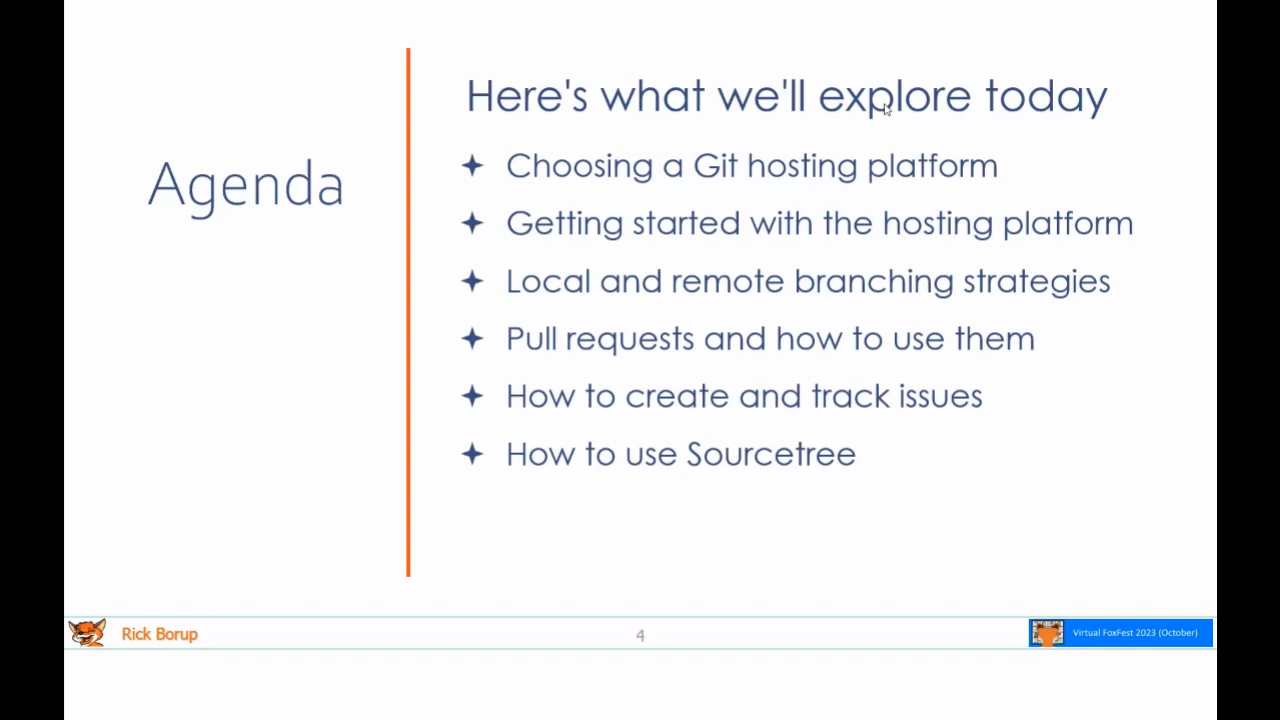 Agenda
Here's what we'll explore today
Choosing a Git hosting platform
Getting started with the hosting platform
Local and remote branching strategies
Pull requests and how to use them
How to create and track issues
How to use Sourcetree
Rick Borup
4
Virtual FoxFest 2023 (October)